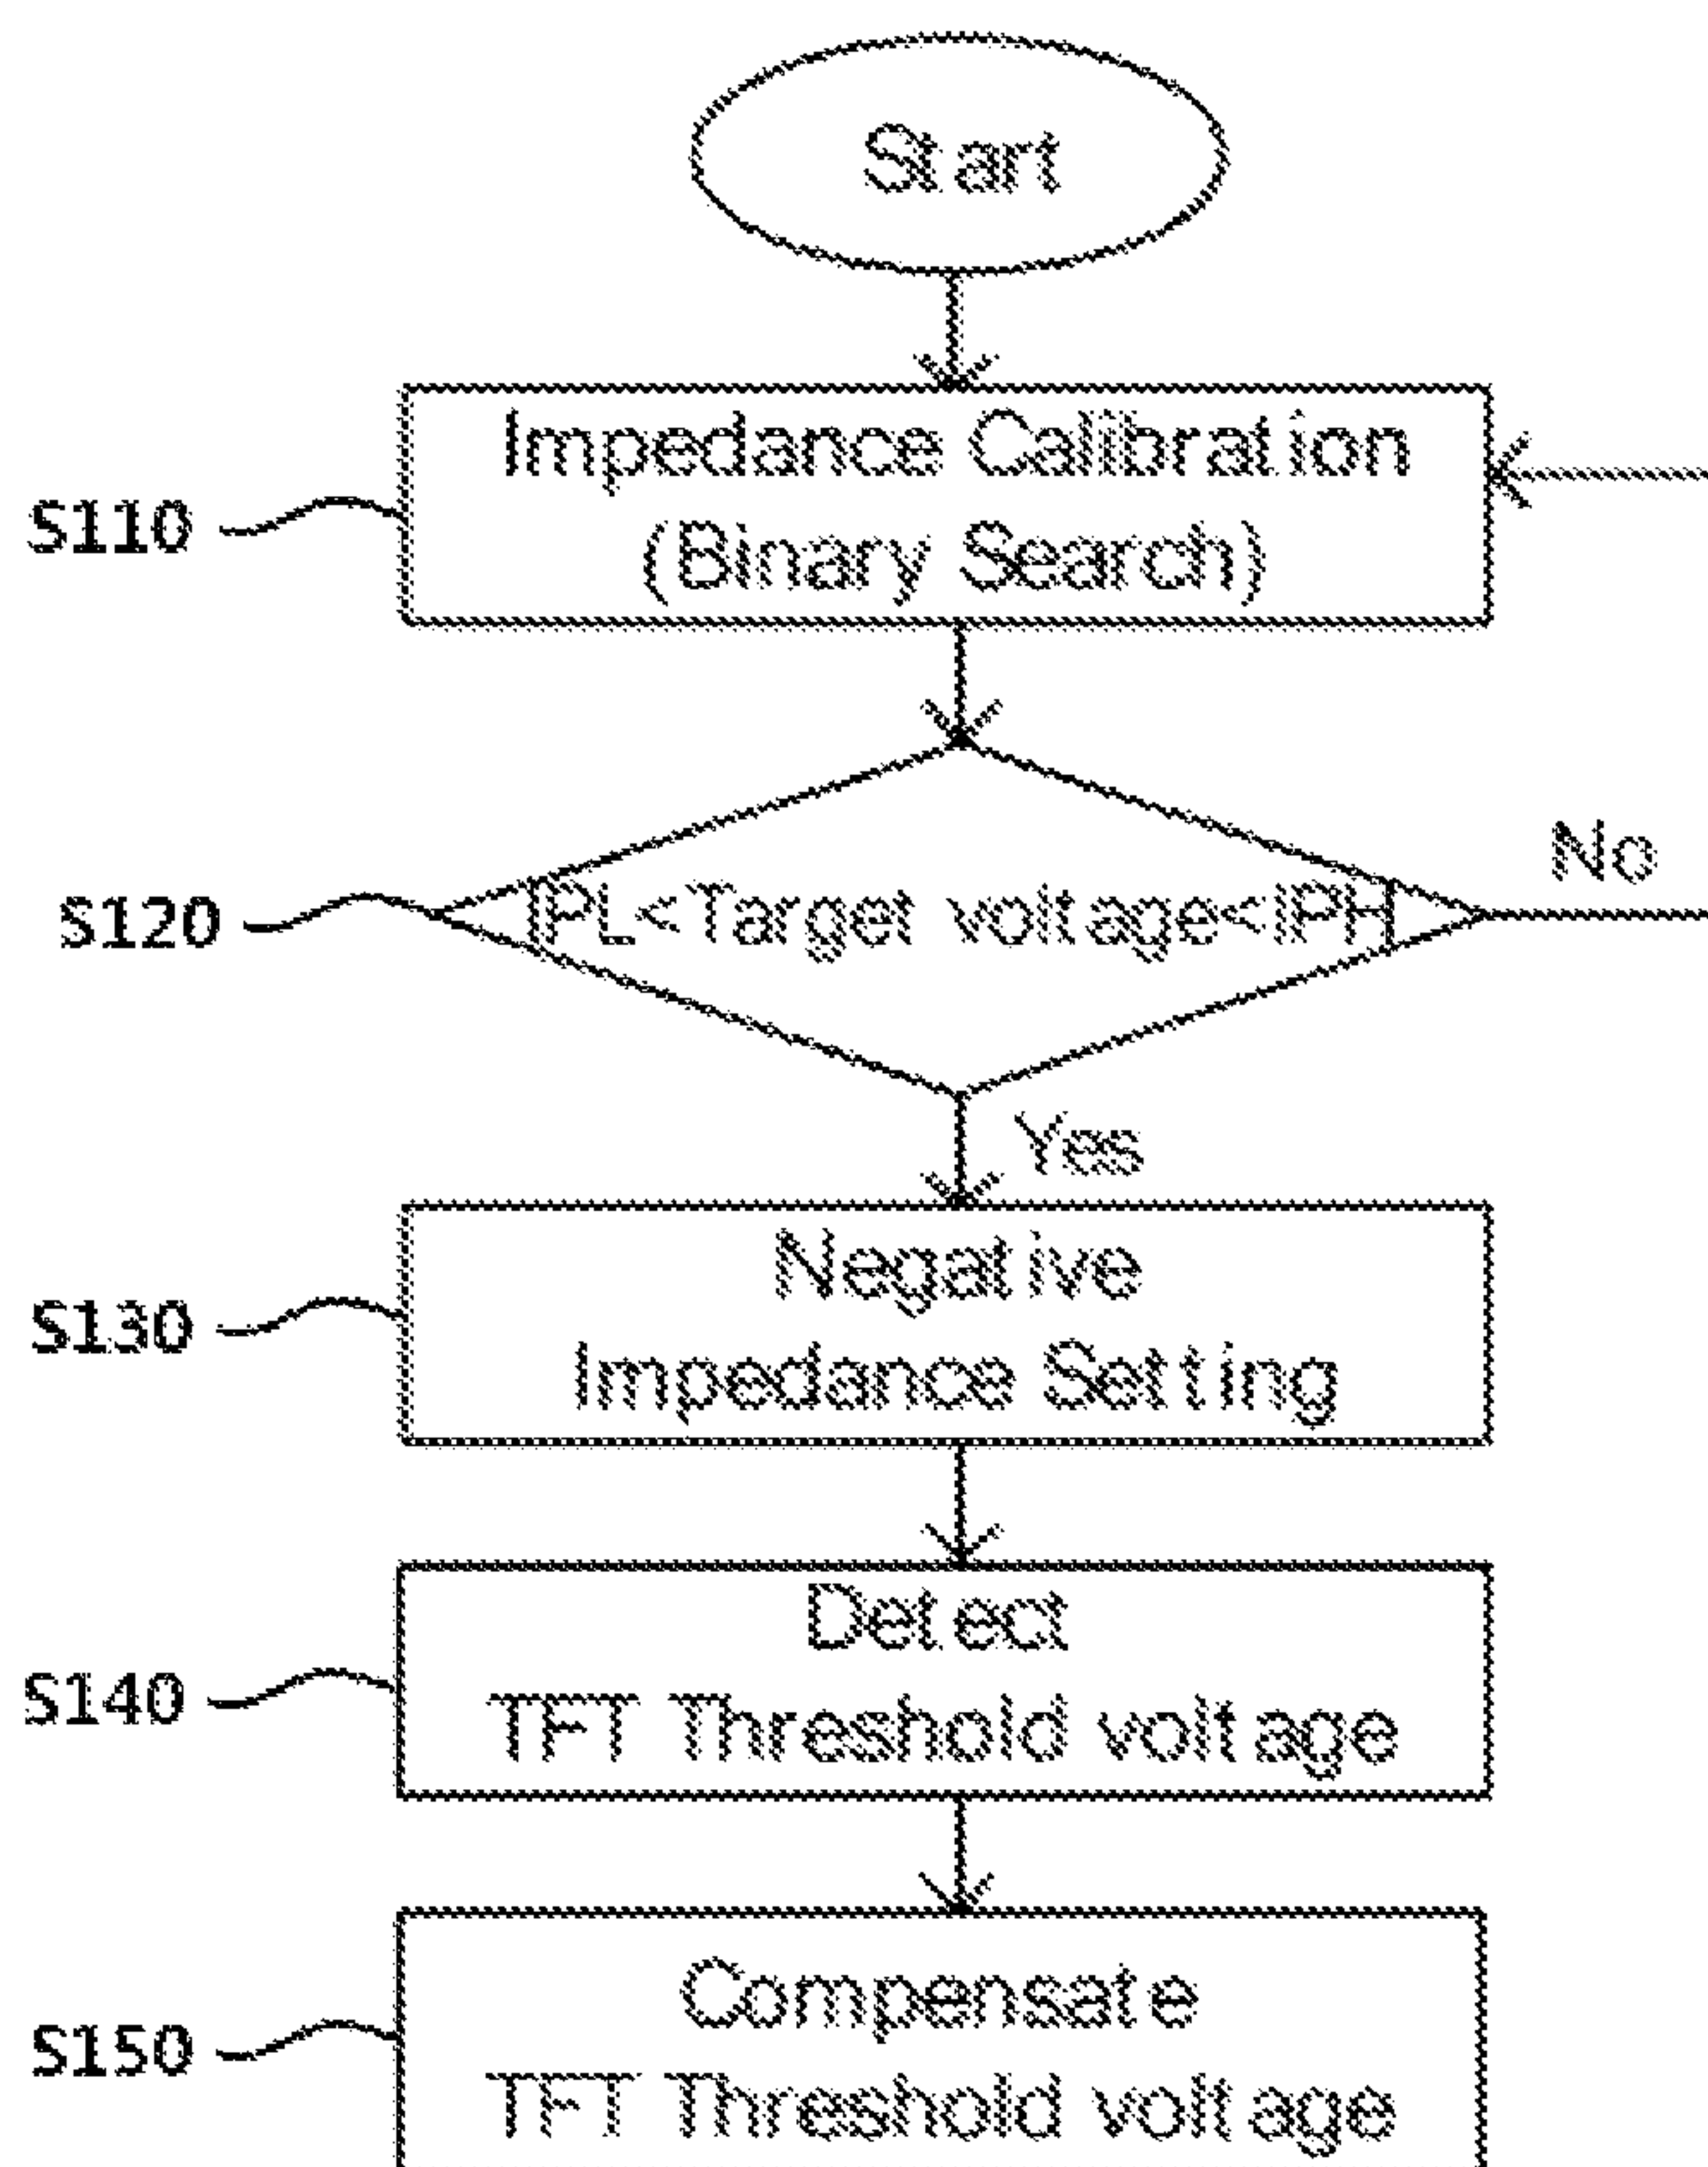 Start
Impedance Calibration
(Binary Search)
S110
IPL<Target voltage<IPH
No
S120
Yes
Negative
Impedance Setting
S130
Detect
TFT Threshold voltage
S140
Compensate
TFT Threshold voltage
S150